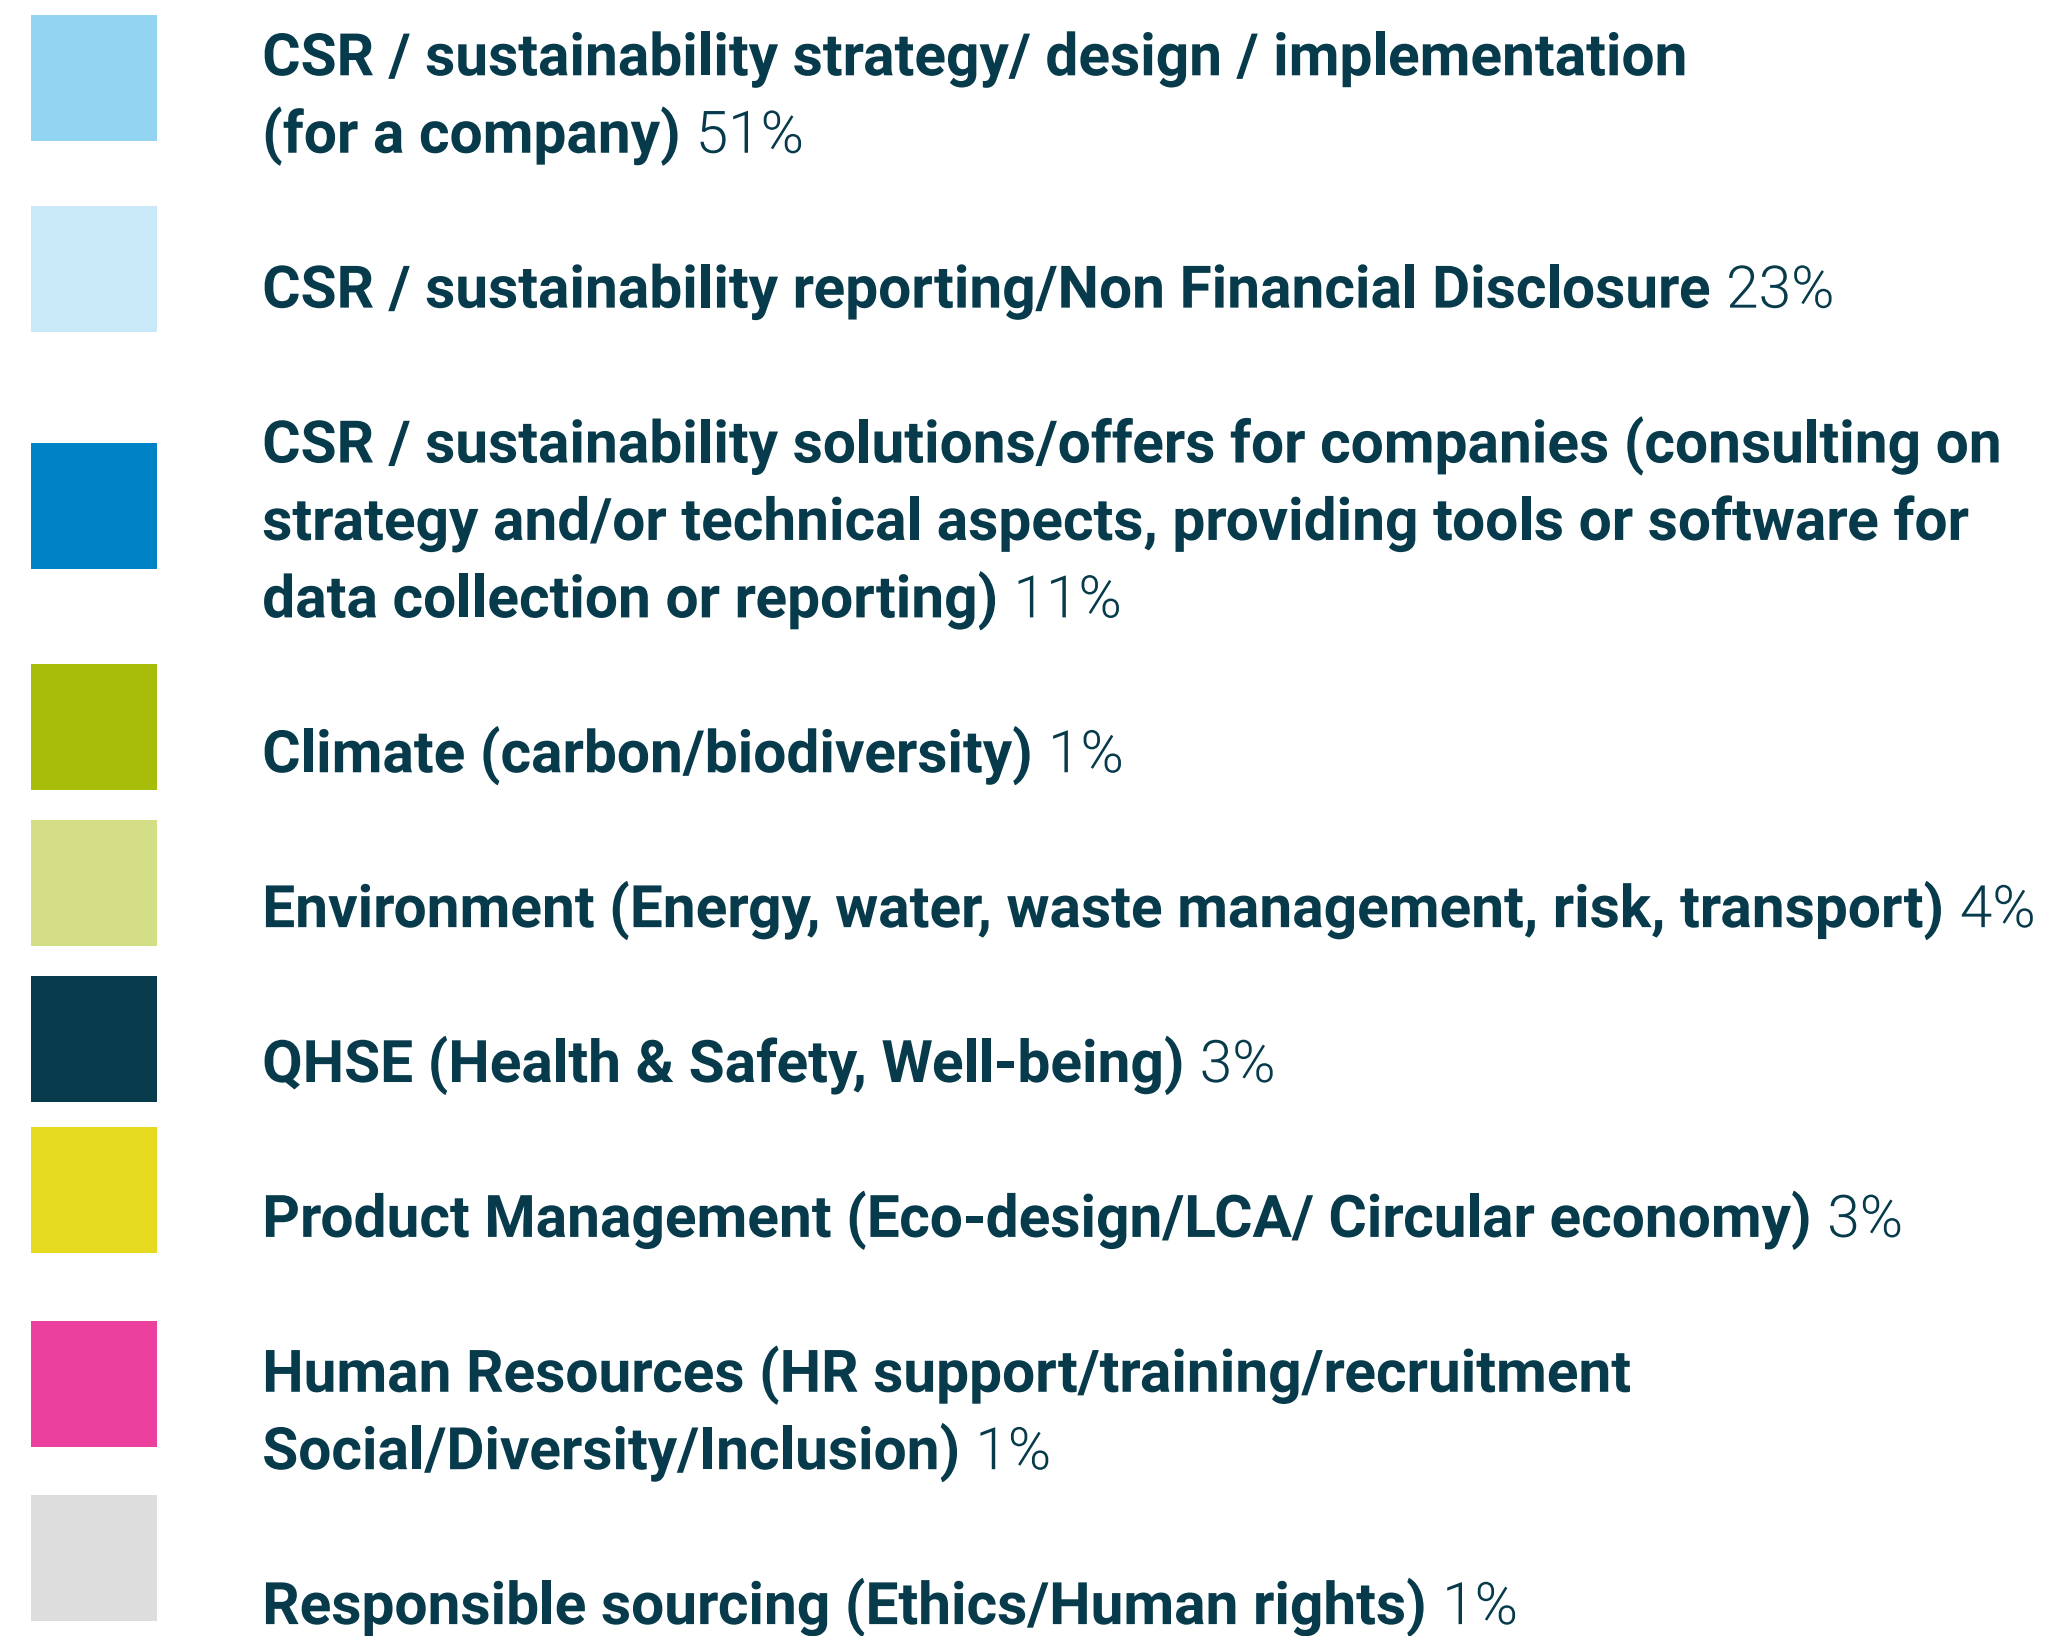 CSR / sustainability strategy/ design / implementation
(for a company) 51%
CSR / sustainability reporting/Non Financial Disclosure 23%
CSR / sustainability solutions/offers for companies (consulting on
strategy and/or technical aspects, providing tools or software for
data collection or reporting) 11%
Climate (carbon/biodiversity) 1%
Environment (Energy, water, waste management, risk, transport) 4%
QHSE (Health & Safety, Well-being) 3%
Product Management (Eco-design/LCA/ Circular economy) 3%
Human Resources (HR support/training/recruitment
Social/Diversity/Inclusion) 1%
Responsible sourcing (Ethics/Human rights) 1%